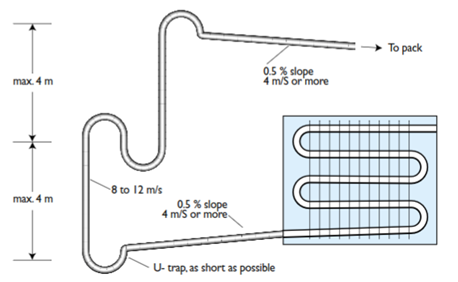 To pack
0.5 % slope
4 m/S or more
max. 4 m
8 to 12 m/s
max. 4 m
0.5 % slope
4 m/S or more
U- trap, as short as possible